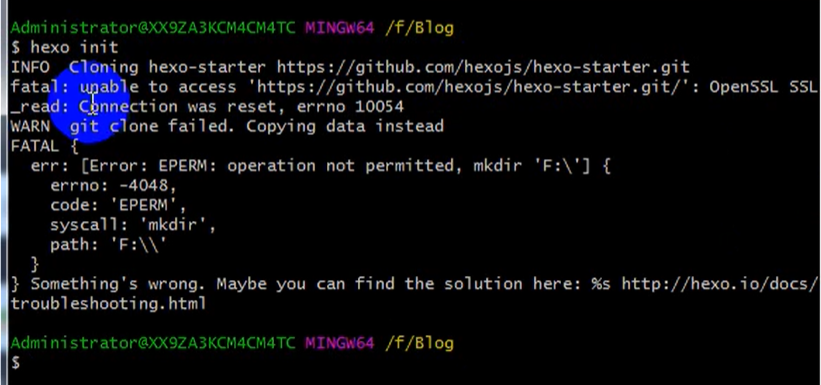 Administrator@XX9ZA3KCM4CM4TC MINGW64 /f/Blog
$ hexo init
INFO  Cloning hexo-starter https://github.com/hexojs/hexo-starter.git
fatal: unable to access 'https://github.com/hexojs/hexo-starter.git/': OpenSSL SSL
_read: Connection was reset, errno 10054
WARN  git clone failed. Copying data instead
FATAL {
  err: [Error: EPERM: operation not permitted, mkdir 'F:\'] {
    errno: -4048,
    code: 'EPERM',
    syscall: 'mkdir',
    path: 'F:\\'
  }
} Something's wrong. Maybe you can find the solution here: %s http://hexo.io/docs/
troubleshooting.html
Administrator@XX9ZA3KCM4CM4TC MINGW64 /f/Blog
$